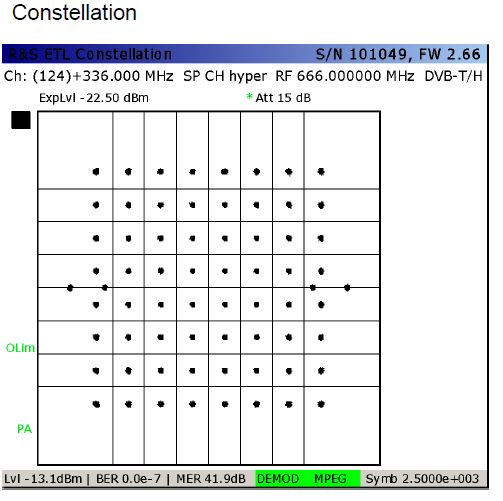 Constellation
R&S ETL Constellation S/N 101049, FW 2.66
Ch: (124)+336.000 MHz SP CH hyper RF 666.000000 MHz DVB-T/H
ExpLvl -22.50 dBm * Att 15 dB
OLim
PA
Lvl -13.1dBm | BER 0.0e-7 | MER 41.9dB DEMOD MPEG Symb 2.5000e+003